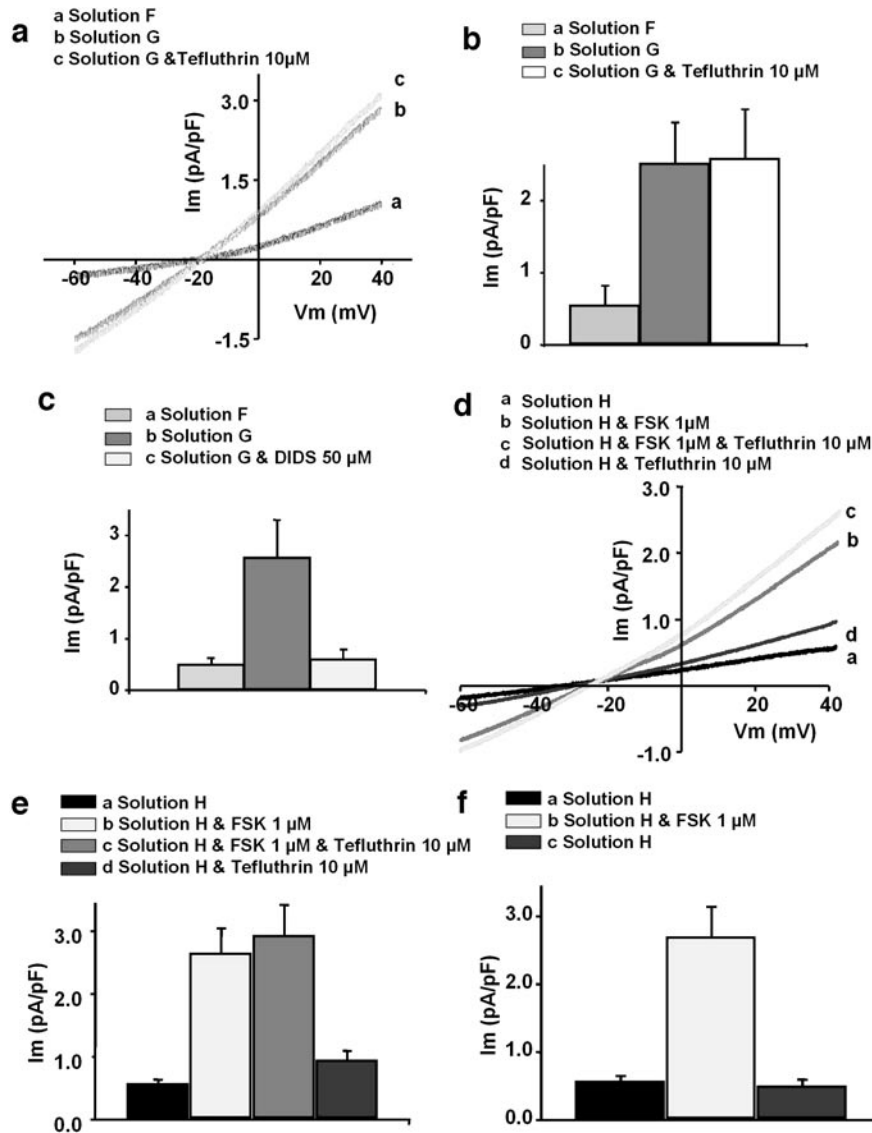 a
a Solution F
b Solution G
c Solution G &Tefluthrin 10µM
Im (pA/pF)
3.0
1.5
-1.5
-60
-40
-20
0
20
40
Vm (mV)
c
b
a
b
a Solution F
b Solution G
c Solution G & Tefluthrin 10 µM
Im (pA/pF)
2
1
0
c
a Solution F
b Solution G
c Solution G & DIDS 50 µM
Im (pA/pF)
3
2
1
0
d
a Solution H
b Solution H & FSK 1µM
c Solution H & FSK 1µM & Tefluthrin 10 µM
d Solution H & Tefluthrin 10 µM
Im (pA/pF)
3.0
2.0
1.0
-1.0
-60
-40
-20
0
20
40
Vm (mV)
c
b
d
a
e
a Solution H
b Solution H & FSK 1 µM
c Solution H & FSK 1 µM & Tefluthrin 10 µM
d Solution H & Tefluthrin 10 µM
Im (pA/pF)
3.0
2.0
1.0
0.0
f
a Solution H
b Solution H & FSK 1 µM
c Solution H
Im (pA/pF)
3.0
2.0
1.0
0.0